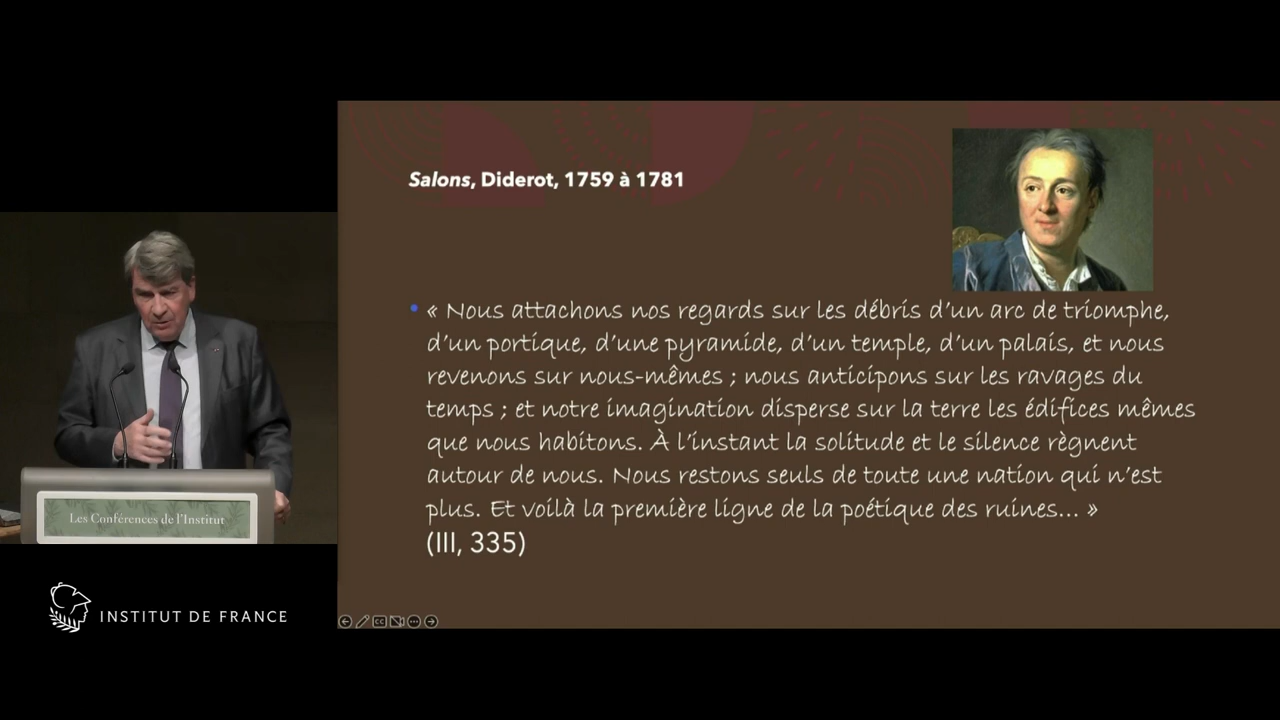 Salons, Diderot, 1759 à 1781
« Nous attachons nos regards sur les débris d’un arc de triomphe,
d’un portique, d’une pyramide, d’un temple, d’un palais, et nous
revenons sur nous-mêmes ; nous anticipons sur les ravages du
temps ; et notre imagination disperse sur la terre les édifices mêmes
que nous habitons. À l’instant la solitude et le silence règnent
autour de nous. Nous restons seuls de toute une nation qui n’est
plus. Et voilà la première ligne de la poétique des ruines... »
(III, 335)
Les Conférences de l’Institut
INSTITUT DE FRANCE
CC